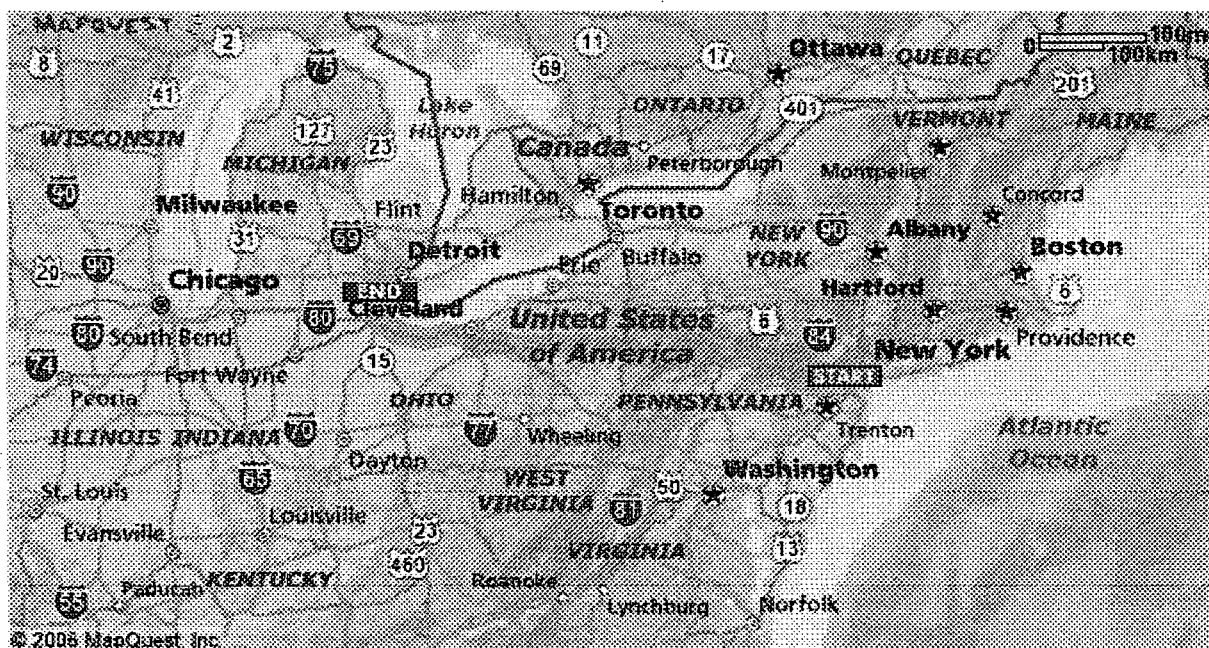 MAPQUEST
2
75
11
17
Ottawa
QUEBEC
0
100mi
100km
8
69
201
41
Lake
Huron
ONTARIO
401
VERMONT
MAINE
WISCONSIN
127
23
MICHIGAN
Canada
Peterborough
Montpelier
90
Hamilton
Concord
Milwaukee
Flint
Toronto
31
69
Detroit
NEW
YORK
90
Albany
Boston
20
90
Chicago
Erie
Buffalo
END
Hartford
6
Cleveland
80
South Bend
80
United States
of America
6
84
New York
Providence
74
15
Fort Wayne
START
Peoria
OHIO
PENNSYLVANIA
ILLINOIS
INDIANA
70
77
Wheeling
Trenton
Atlantic
Ocean
Dayton
65
WEST
VIRGINIA
50
Washington
St. Louis
81
18
Louisville
Evansville
23
13
VIRGINIA
460
KENTUCKY
Roanoke
55
Paducah
Lynchburg
Norfolk
© 2006 MapQuest, Inc.